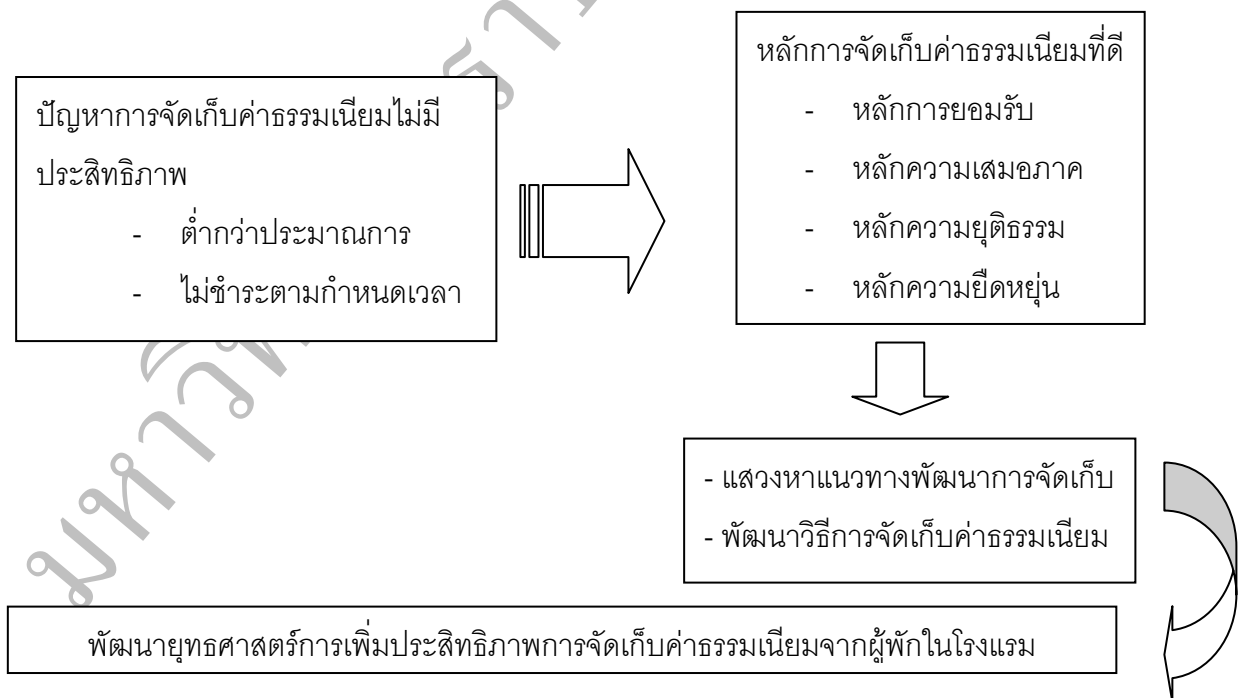 ปัญหาการจัดเก็บค่าธรรมเนียมไม่มี
ประสิทธิภาพ
- ต่ำกว่าประมาณการ
- ไม่ชำระตามกำหนดเวลา
หลักการจัดเก็บค่าธรรมเนียมที่ดี
- หลักการยอมรับ
- หลักความเสมอภาค
- หลักความยุติธรรม
- หลักความยืดหยุ่น
- แสวงหาแนวทางพัฒนาการจัดเก็บ
- พัฒนาวิธีการจัดเก็บค่าธรรมเนียม
พัฒนายุทธศาสตร์การเพิ่มประสิทธิภาพการจัดเก็บค่าธรรมเนียมจากผู้พักในโรงแรม